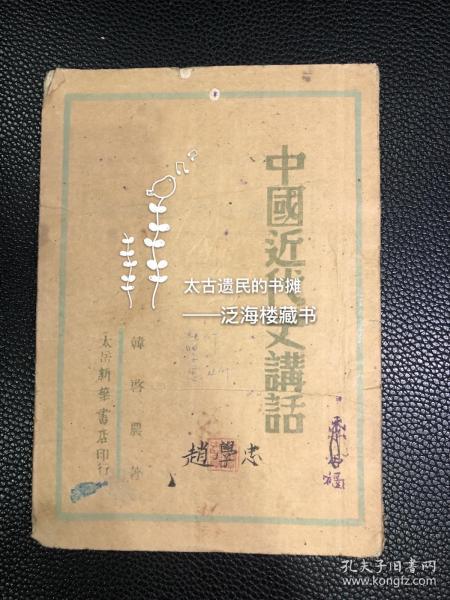 中國近代史講話
韓啓農著
太岳新華書店印行
趙學忠
太古遗民的书摊
——泛海楼藏书
孔夫子旧书网
www.kongfz.com